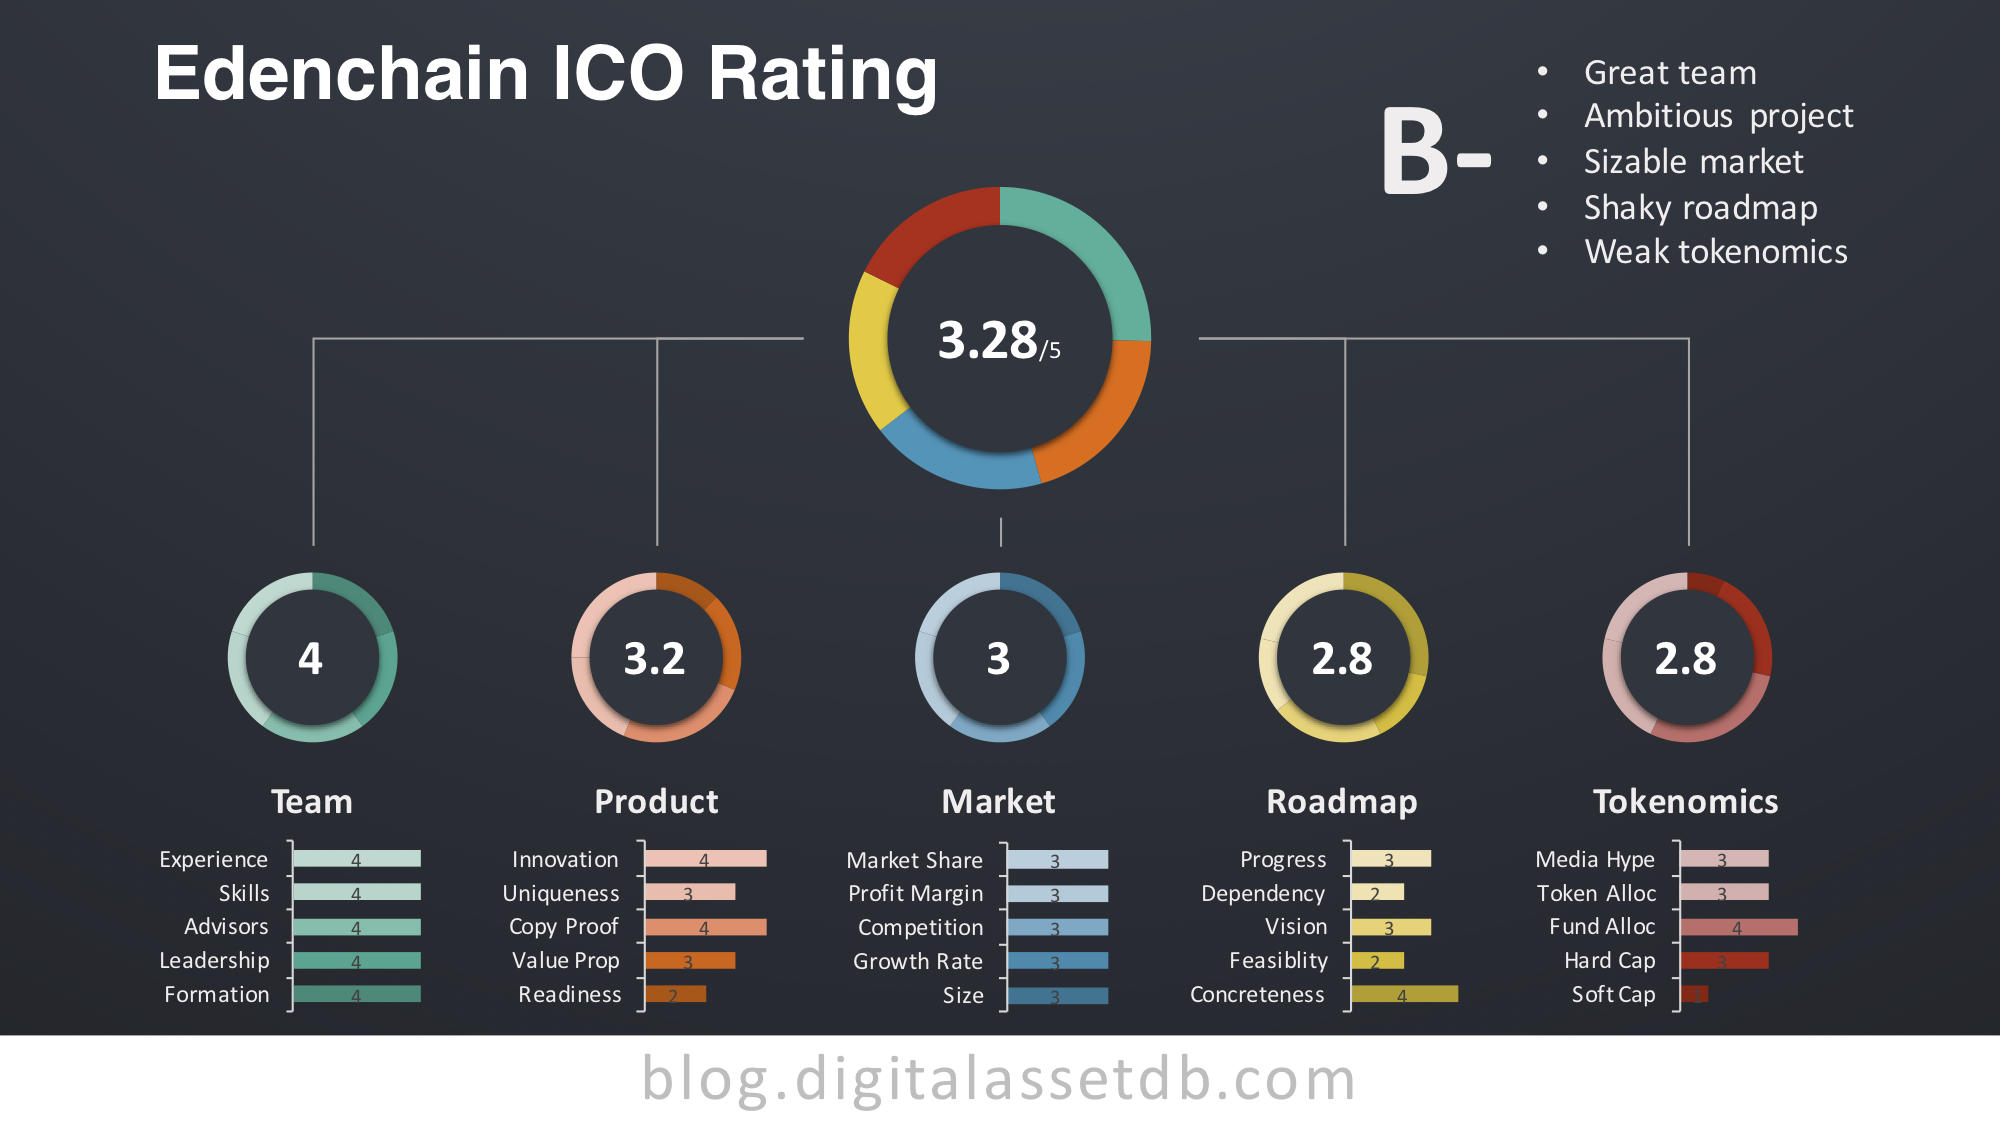 Edenchain ICO Rating
B-
• Great team
• Ambitious project
• Sizable market
• Shaky roadmap
• Weak tokenomics
3.28/5
4
3.2
3
2.8
2.8
Team
Product
Market
Roadmap
Tokenomics
Experience 4
Skills 4
Advisors 4
Leadership 4
Formation 4
Innovation 4
Uniqueness 3
Copy Proof 4
Value Prop 3
Readiness 2
Market Share 3
Profit Margin 3
Competition 3
Growth Rate 3
Size 3
Progress 3
Dependency 2
Vision 3
Feasiblity 2
Concreteness 4
Media Hype 3
Token Alloc 3
Fund Alloc 4
Hard Cap 3
Soft Cap
blog.digitalassetdb.com